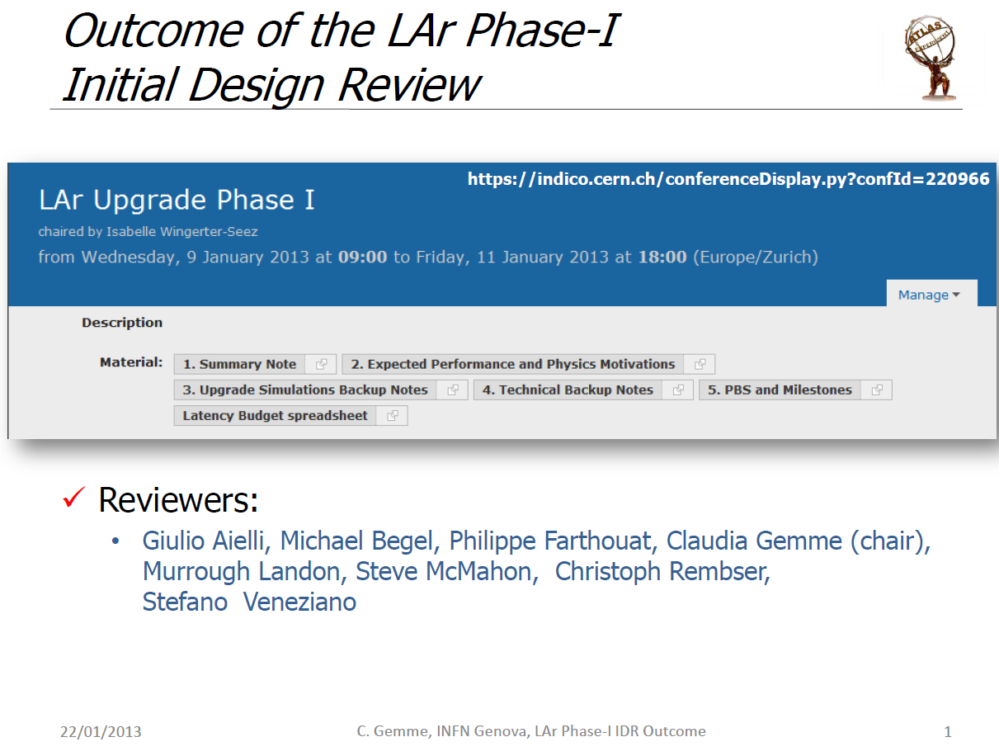 Outcome of the LAr Phase-I
Initial Design Review
ATLAS
EXPERIMENT
https://indico.cern.ch/conferenceDisplay.py?confId=220966
LAr Upgrade Phase I
chaired by Isabelle Wingerter-Seez
from Wednesday, 9 January 2013 at 09:00 to Friday, 11 January 2013 at 18:00 (Europe/Zurich)
Manage
Description
Material: 1. Summary Note 2. Expected Performance and Physics Motivations
3. Upgrade Simulations Backup Notes 4. Technical Backup Notes 5. PBS and Milestones
Latency Budget spreadsheet
✓ Reviewers:
• Giulio Aielli, Michael Begel, Philippe Farthouat, Claudia Gemme (chair),
Murrough Landon, Steve McMahon, Christoph Rembser,
Stefano Veneziano
22/01/2013 C. Gemme, INFN Genova, LAr Phase-I IDR Outcome 1